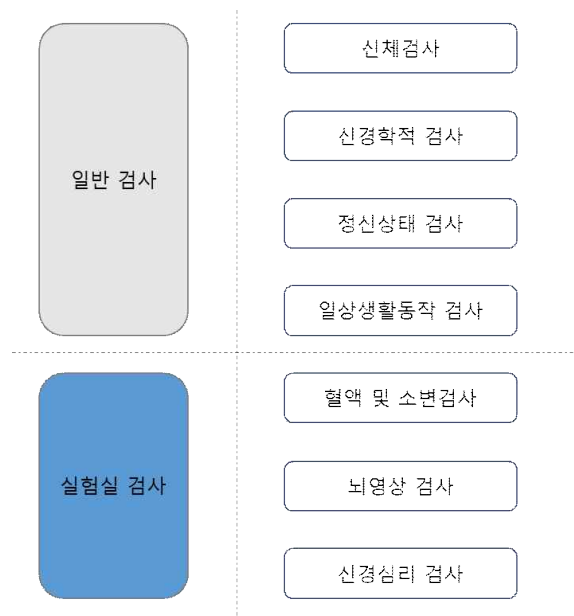 일반 검사
신체검사
신경학적 검사
정신상태 검사
일상생활동작 검사
실험실 검사
혈액 및 소변검사
뇌영상 검사
신경심리 검사